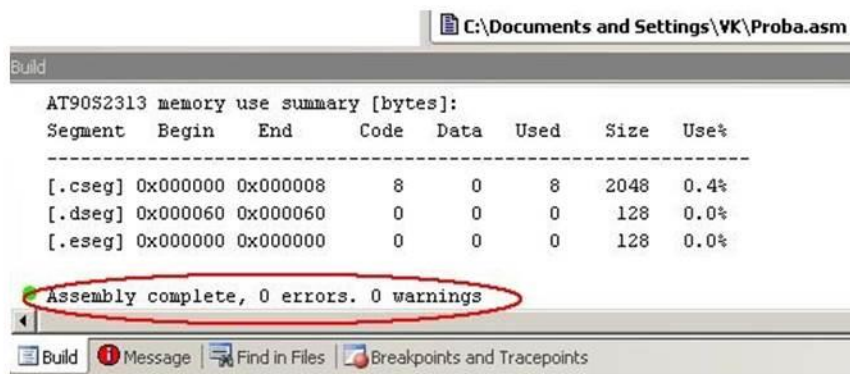 C:\Documents and Settings\VK\Proba.asm
Build
AT90S2313 memory use summary [bytes]:
Segment Begin End Code Data Used Size Use%
---------------------------------------------------------------
[.cseg] 0x000000 0x000008 8 0 8 2048 0.4%
[.dseg] 0x000060 0x000060 0 0 0 128 0.0%
[.eseg] 0x000000 0x000000 0 0 0 128 0.0%
Assembly complete, 0 errors. 0 warnings
Build Message Find in Files Breakpoints and Tracepoints